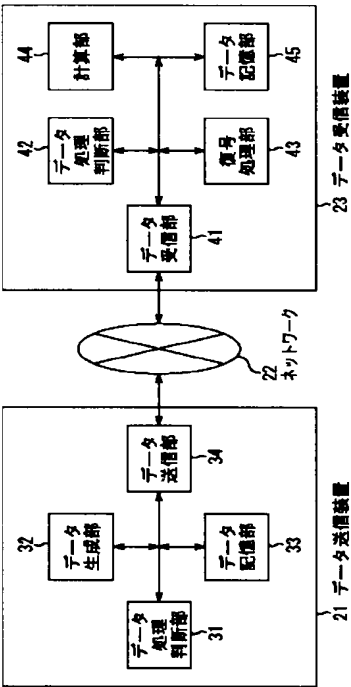 32
データ
生成部
データ
処理
判断部
31
データ
送信部
34
データ
記憶部
33
21 データ送信装置
22
ネットワーク
42
データ
処理
判断部
44
計算部
データ
受信部
41
復号
処理部
43
データ
記憶部
45
23 データ受信装置